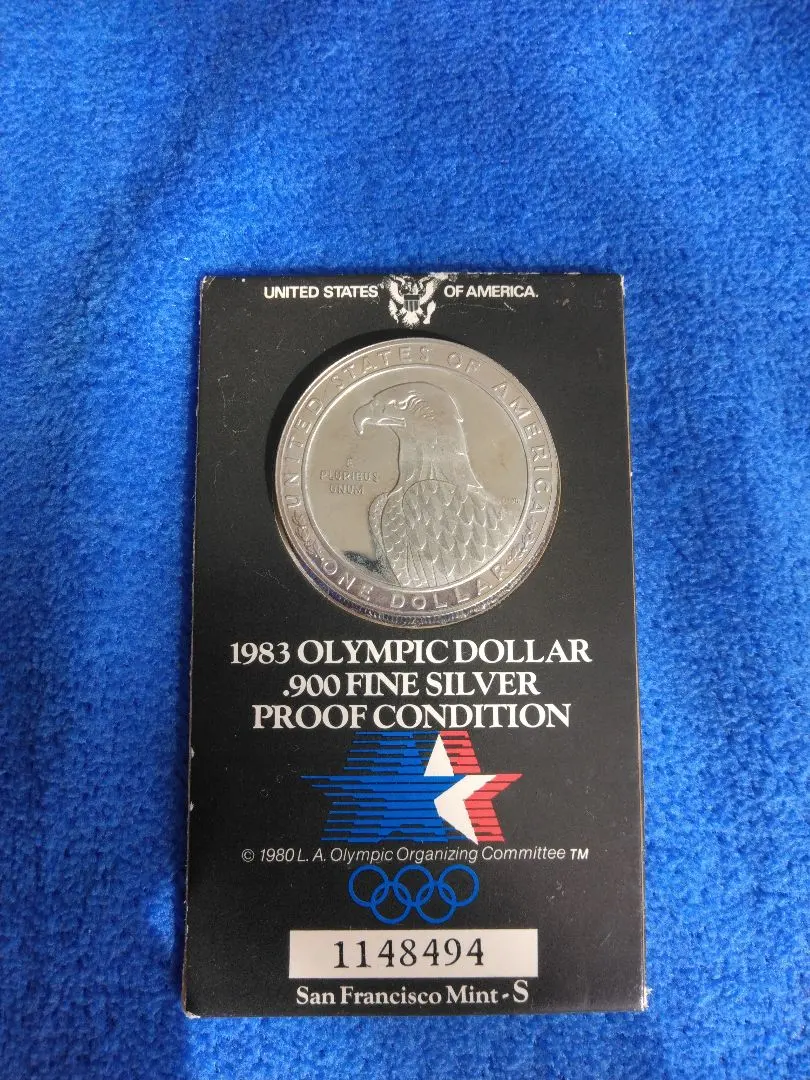 UNITED STATES OF AMERICA.
UNITED STATES OF AMERICA
E
PLURIBUS
UNUM
ONE DOLLAR
1983 OLYMPIC DOLLAR
.900 FINE SILVER
PROOF CONDITION
© 1980 L. A. Olympic Organizing Committee TM
1148494
San Francisco Mint - S